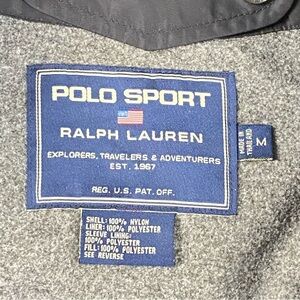 POLO SPORT
RALPH LAUREN
EXPLORERS, TRAVELERS & ADVENTURERS
EST. 1967
REG. U.S. PAT. OFF.
MADE IN
THAILAND
M
SHELL: 100% NYLON
LINER: 100% POLYESTER
SLEEVE LINING:
100% POLYESTER
FILL: 100% POLYESTER
SEE REVERSE